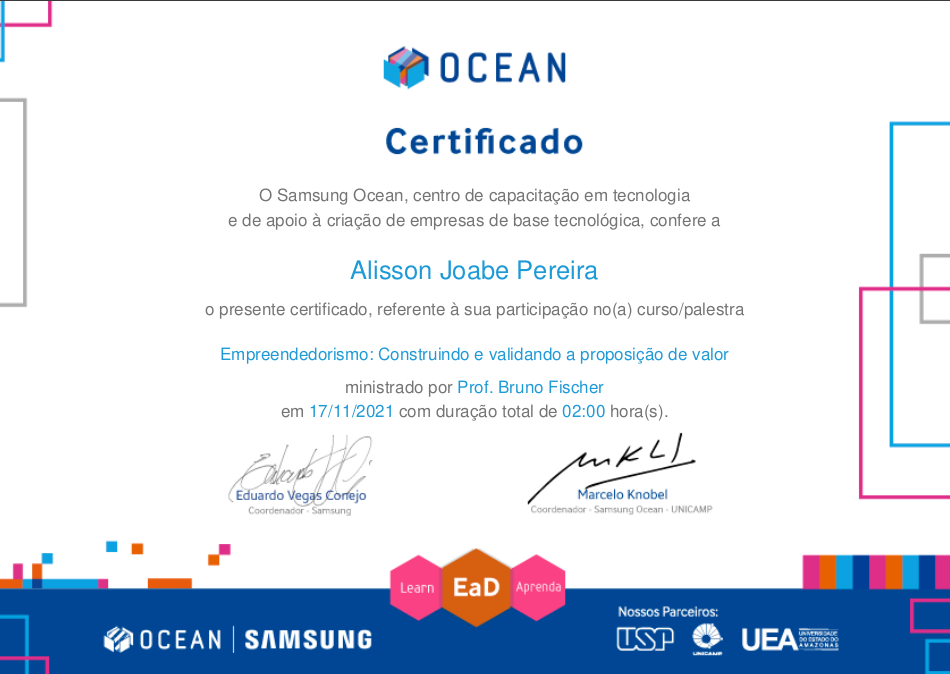 OCEAN
Certificado
O Samsung Ocean, centro de capacitação em tecnologia
e de apoio à criação de empresas de base tecnológica, confere a
Alisson Joabe Pereira
o presente certificado, referente à sua participação no(a) curso/palestra
Empreendedorismo: Construindo e validando a proposição de valor
ministrado por Prof. Bruno Fischer
em 17/11/2021 com duração total de 02:00 hora(s).
Eduardo Vegas Conejo
Coordenador - Samsung
Marcelo Knobel
Coordenador - Samsung Ocean - UNICAMP
Learn EaD Aprenda
OCEAN | SAMSUNG
Nossos Parceiros:
USP
UNICAMP
UEA
UNIVERSIDADE
DO ESTADO DO
AMAZONAS